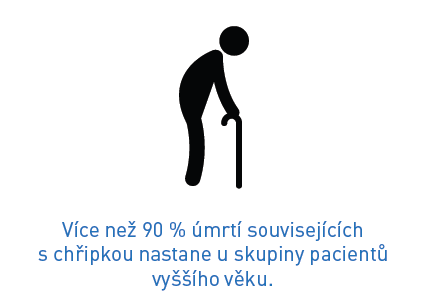 Více než 90 % úmrtí souvisejících
s chřipkou nastane u skupiny pacientů
vyššího věku.